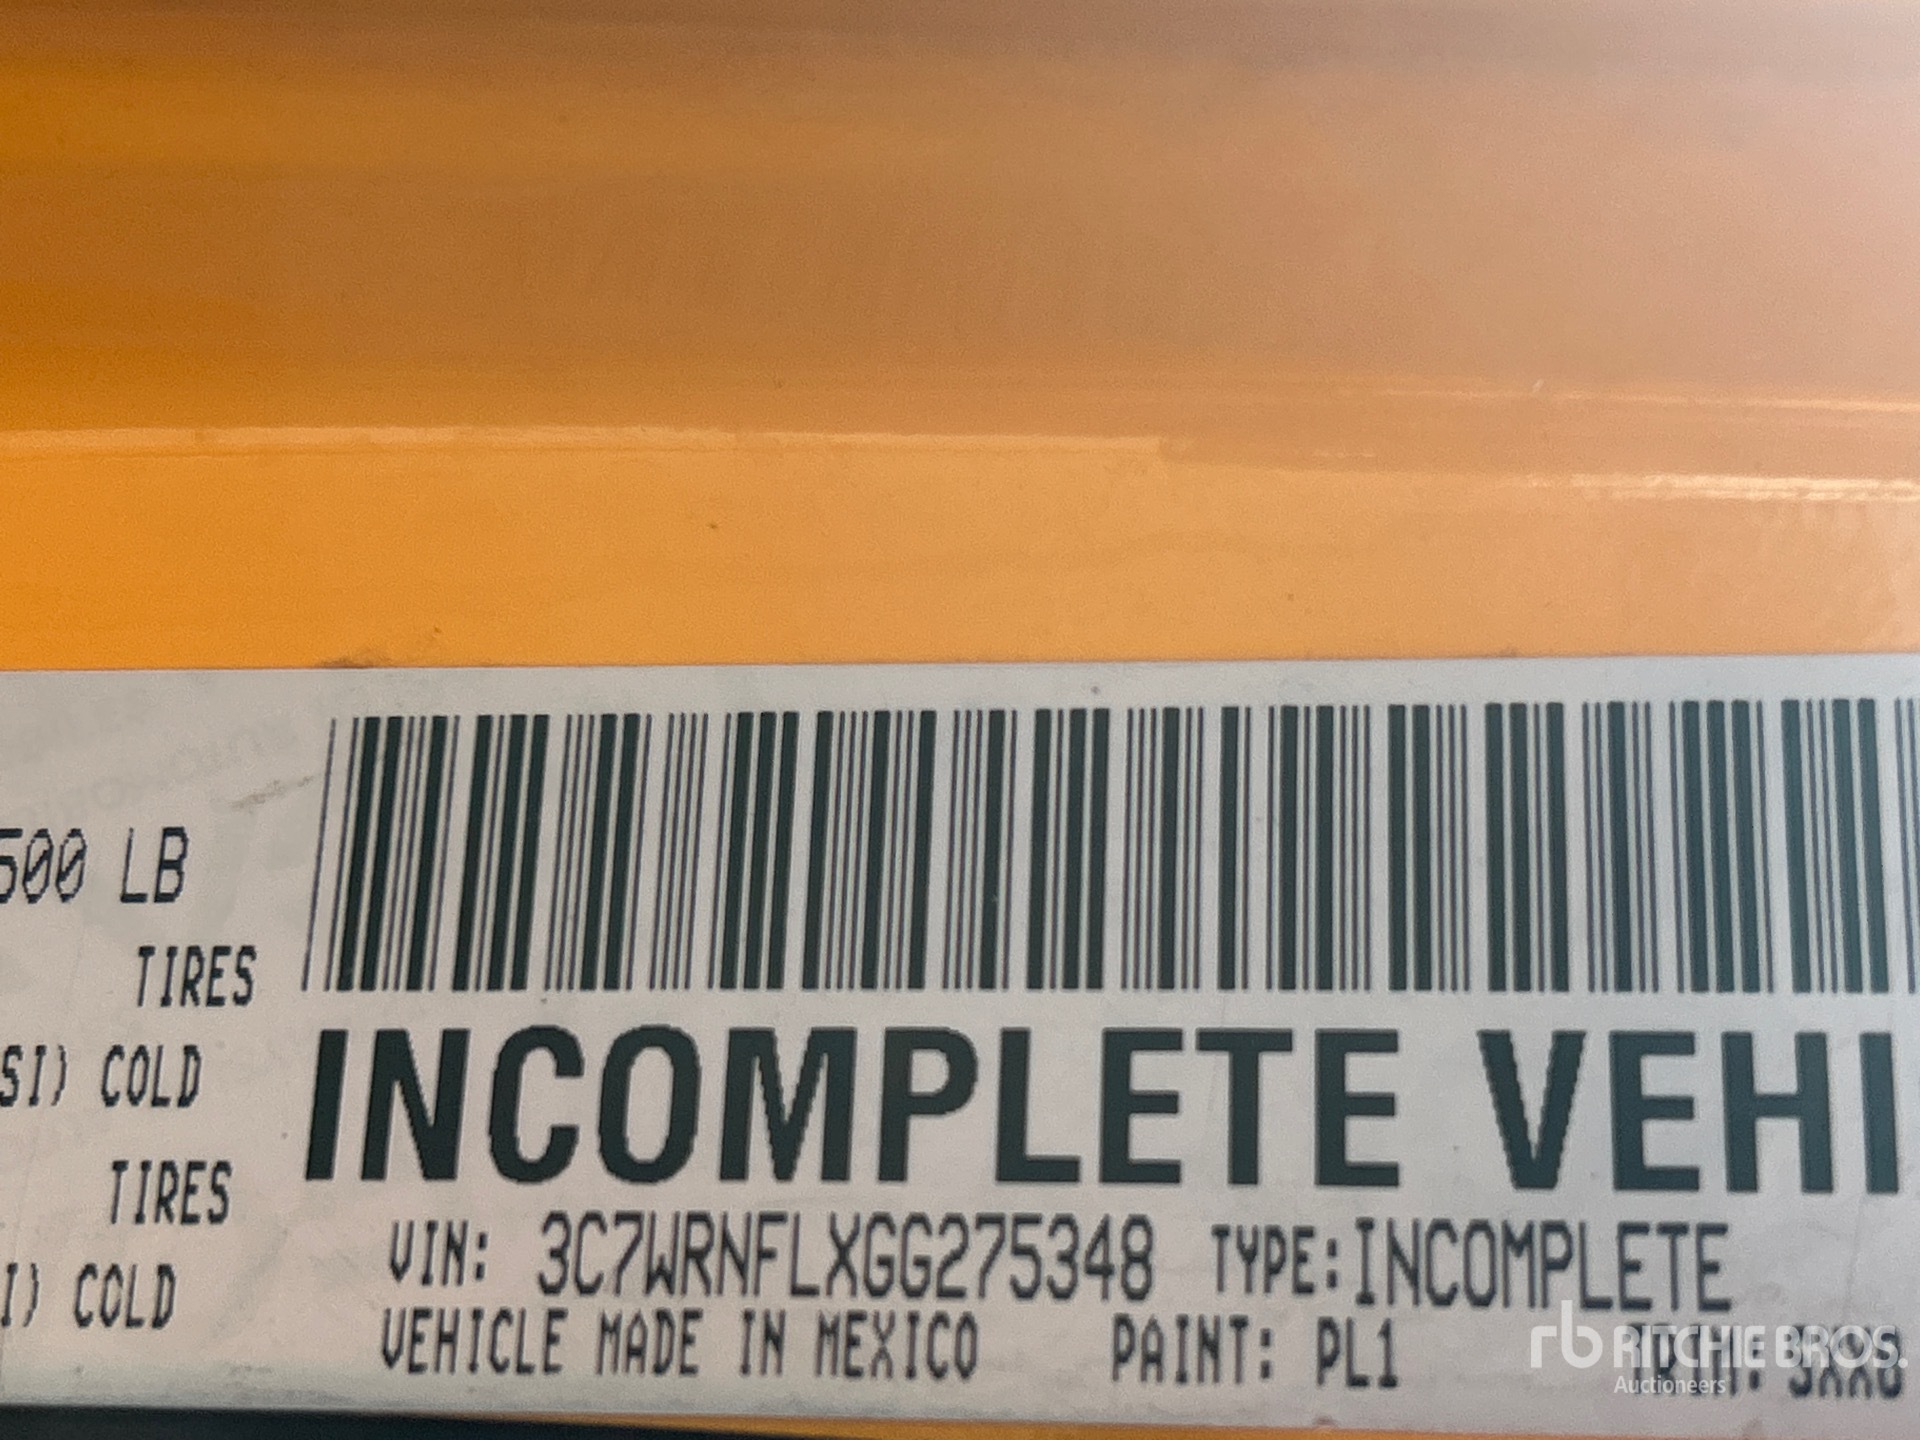 500 LB
TIRES
SI) COLD
TIRES
I) COLD
INCOMPLETE VEHI
VIN: 3C7WRNFLXGG275348 TYPE:INCOMPLETE
VEHICLE MADE IN MEXICO PAINT: PL1
rb RITCHIE BROS.
Auctioneers